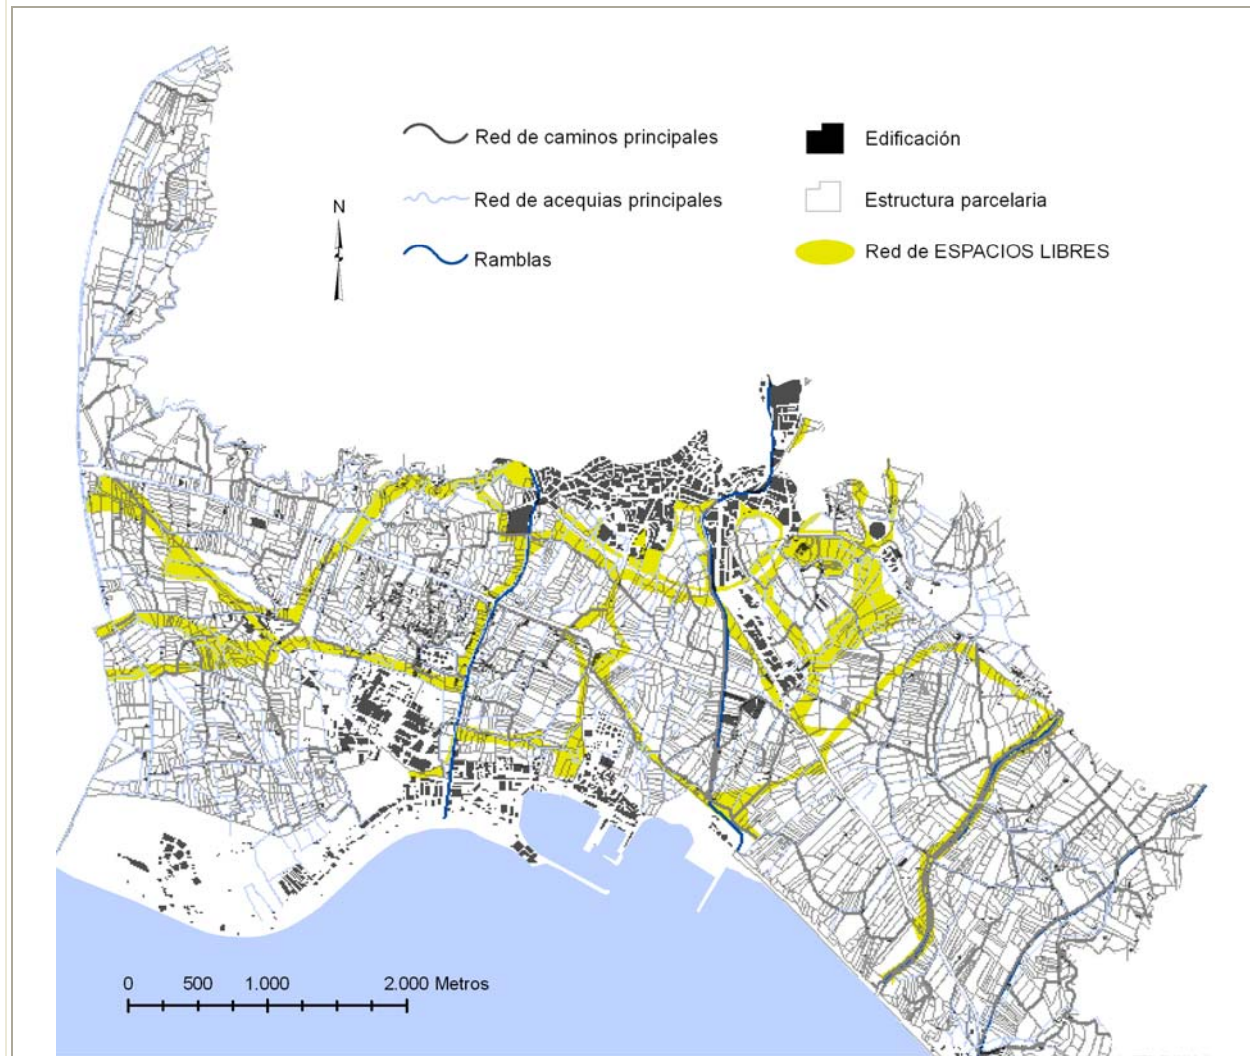 Red de caminos principales
Edificación
Red de acequias principales
Estructura parcelaria
Ramblas
Red de ESPACIOS LIBRES
N
0 500 1.000 2.000 Metros